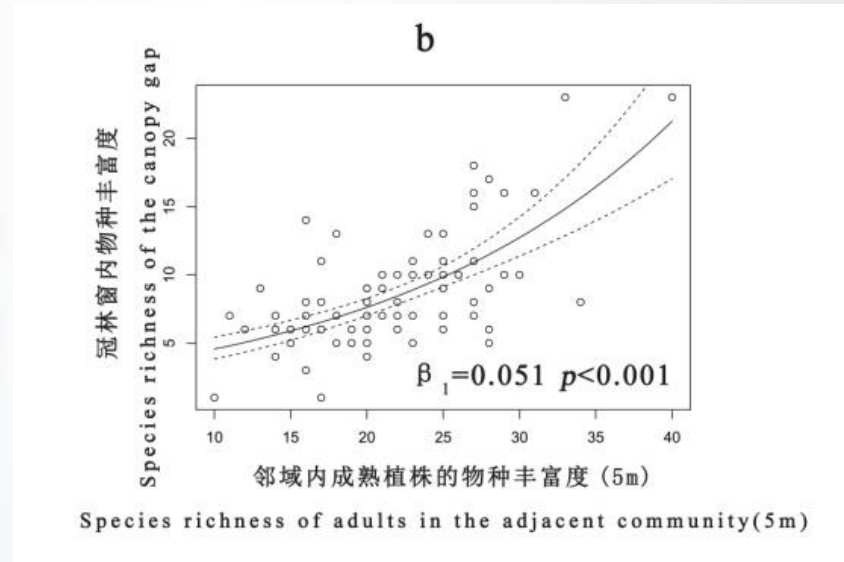 b
冠林窗内物种丰富度
Species richness of the canopy gap
20
15
10
5
β1=0.051 p<0.001
10 15 20 25 30 35 40
邻域内成熟植株的物种丰富度 (5m)
Species richness of adults in the adjacent community(5m)